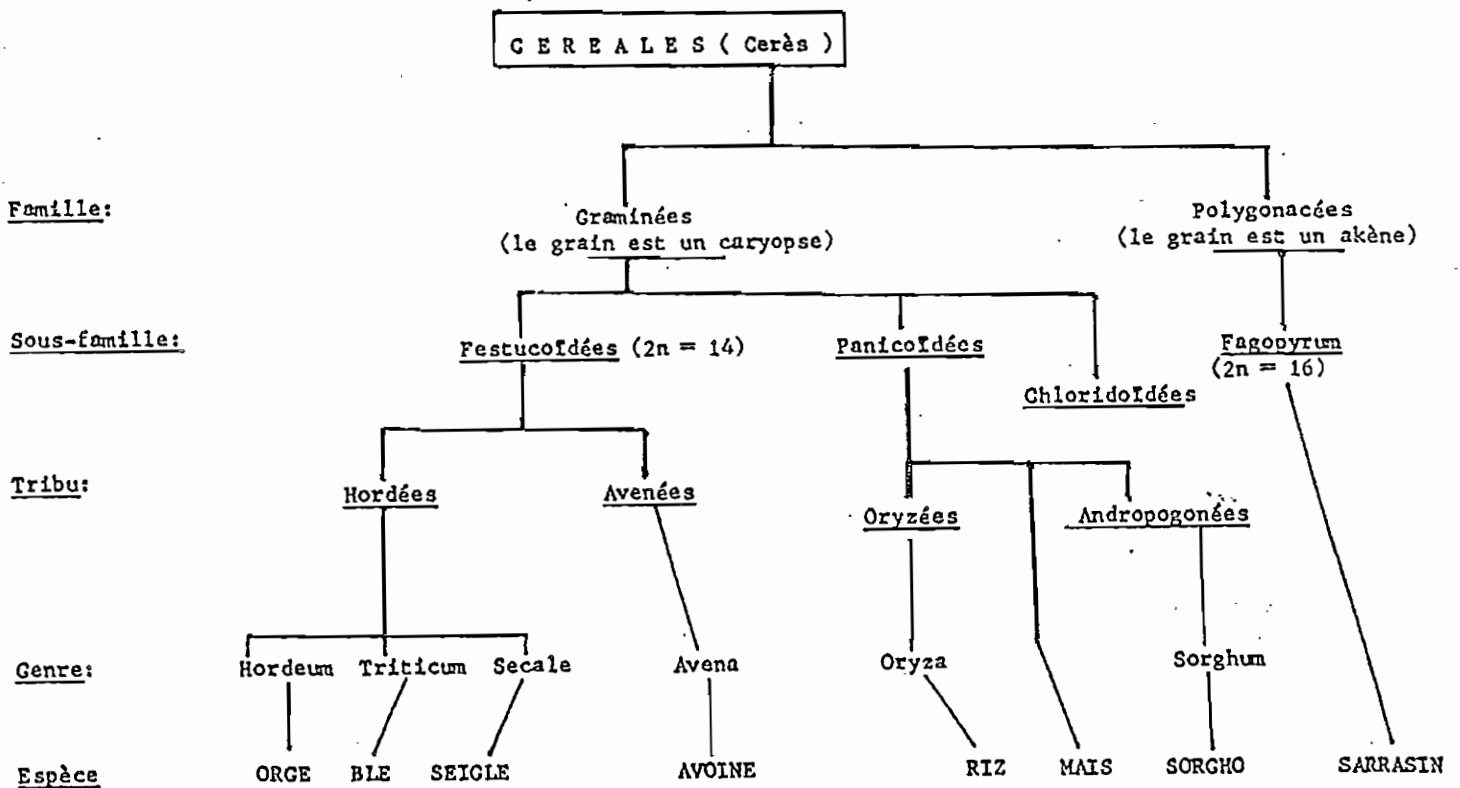 C E R E A L E S ( Cerès )
Famille:
Graminées
(le grain est un caryopse)
Polygonacées
(le grain est un akène)
Sous-famille:
Festucoïdées (2n = 14)
Panicoïdées
Chloridoïdées
Fagopyrum
(2n = 16)
Tribu:
Hordées
Avenées
Oryzées
Andropogonées
Genre:
Hordeum
Triticum
Secale
Avena
Oryza
Sorghum
Espèce
ORGE
BLE
SEIGLE
AVOINE
RIZ
MAIS
SORGHO
SARRASIN